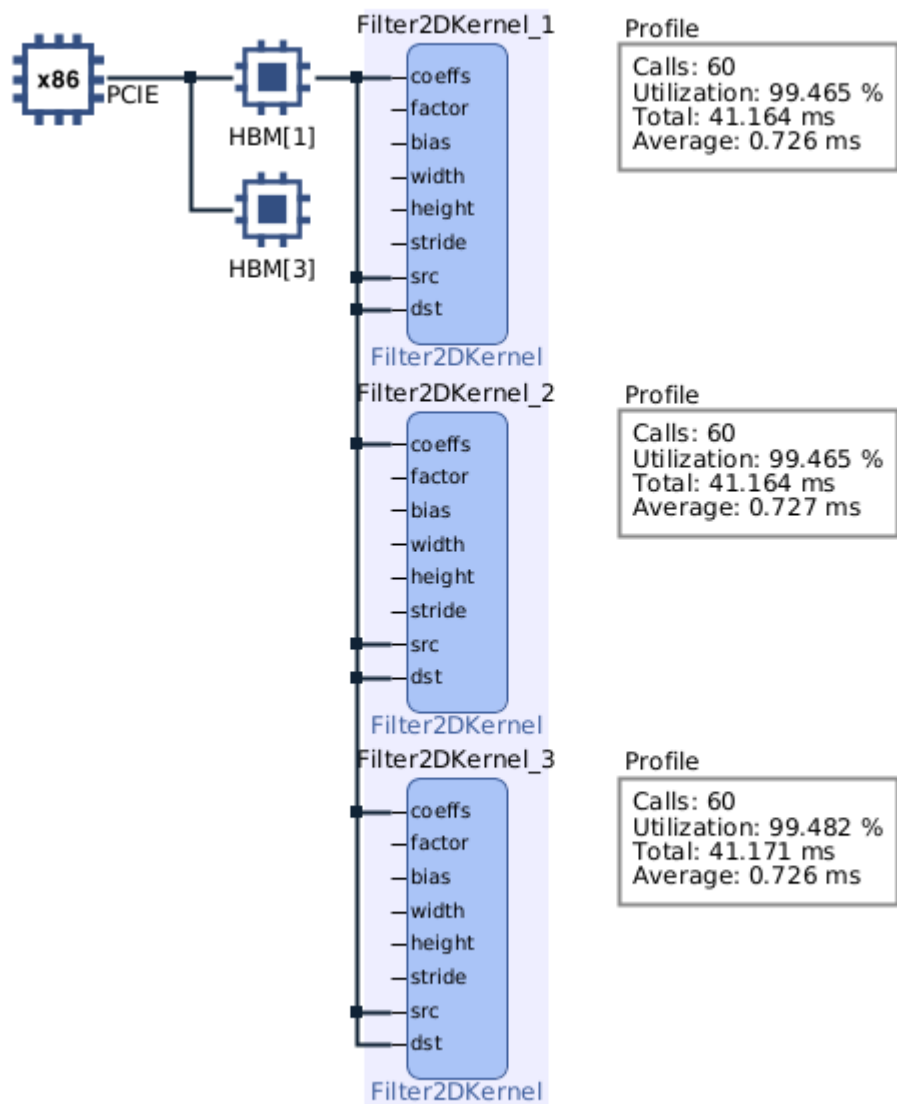 x86
PCIE
HBM[1]
HBM[3]
Filter2DKernel_1
coeffs
factor
bias
width
height
stride
src
dst
Filter2DKernel
Profile
Calls: 60
Utilization: 99.465 %
Total: 41.164 ms
Average: 0.726 ms
Filter2DKernel_2
coeffs
factor
bias
width
height
stride
src
dst
Filter2DKernel
Profile
Calls: 60
Utilization: 99.465 %
Total: 41.164 ms
Average: 0.727 ms
Filter2DKernel_3
coeffs
factor
bias
width
height
stride
src
dst
Filter2DKernel
Profile
Calls: 60
Utilization: 99.482 %
Total: 41.171 ms
Average: 0.726 ms